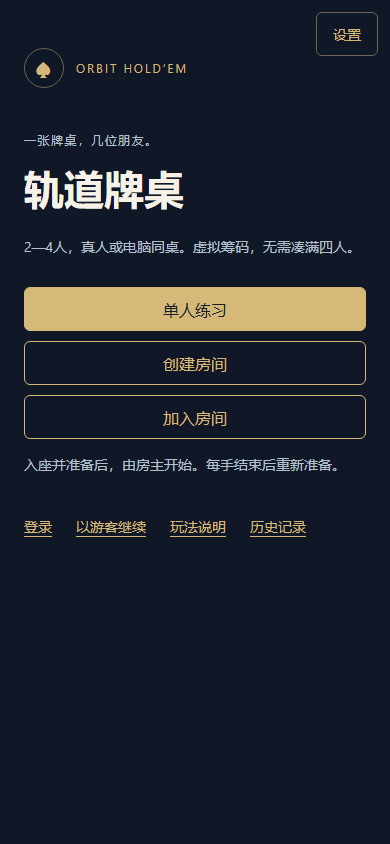 设置
ORBIT HOLD'EM
一张牌桌，几位朋友。
轨道牌桌
2—4人，真人或电脑同桌。虚拟筹码，无需凑满四人。
单人练习
创建房间
加入房间
入座并准备后，由房主开始。每手结束后重新准备。
登录 以游客继续 玩法说明 历史记录